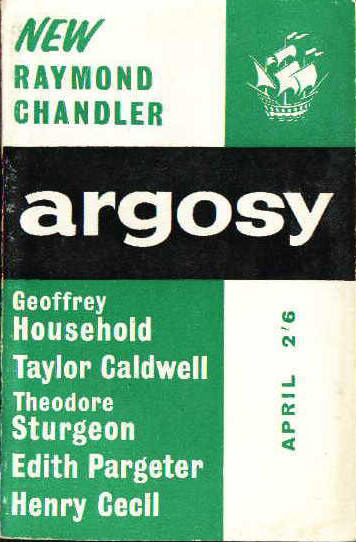 NEW
RAYMOND
CHANDLER
argosy
Geoffrey
Household
Taylor Caldwell
Theodore
Sturgeon
Edith Pargeter
Henry Cecil
APRIL 2'6